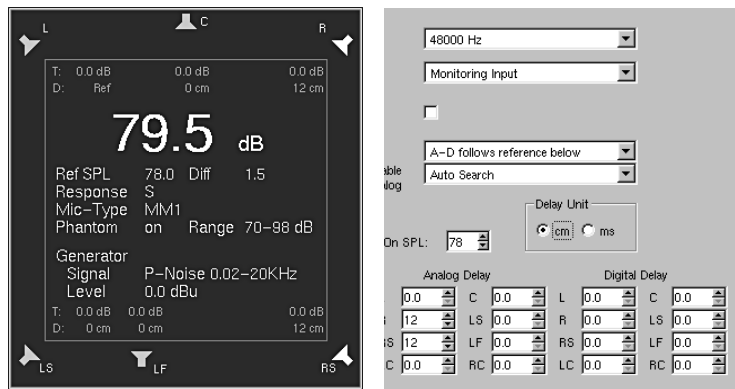 L C R
T: 0.0 dB 0.0 dB 0.0 dB
D: Ref 0 cm 12 cm
79.5 dB
Ref SPL 78.0 Diff 1.5
Response S
Mic-Type MM1
Phantom on Range 70-98 dB
Generator
Signal P-Noise 0.02-20KHz
Level 0.0 dBu
T: 0.0 dB 0.0 dB 0.0 dB
D: 0 cm 0 cm 12 cm
LS LF RS
48000 Hz
Monitoring Input
A-D follows reference below
able Auto Search
log
Delay Unit
cm ms
On SPL: 78
Analog Delay Digital Delay
0.0 C 0.0 L 0.0 C 0.0
12 LS 0.0 R 0.0 LS 0.0
RS 12 LF 0.0 RS 0.0 LF 0.0
C 0.0 RC 0.0 LC 0.0 RC 0.0